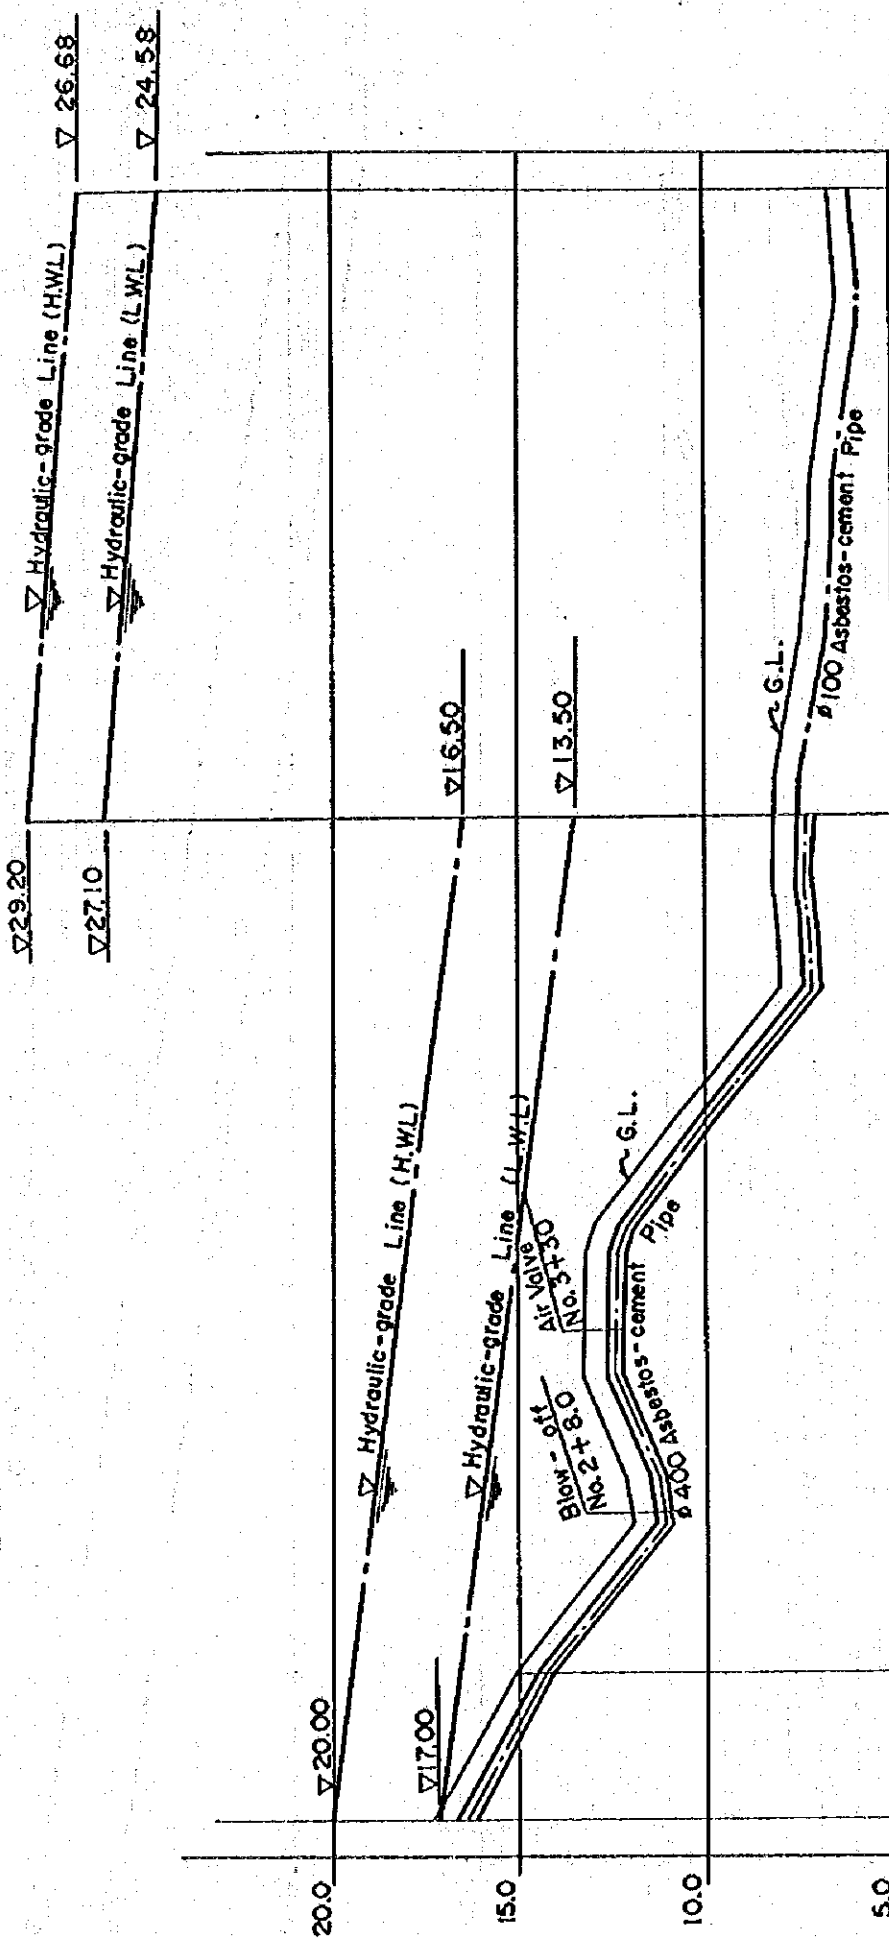 ▽ 26.68
▽ 24.58
▽ Hydraulic-grade Line (H.W.L)
▽ Hydraulic-grade Line (L.W.L)
▽29.20
▽27.10
▽16.50
▽13.50
G.L.
ø100 Asbestos-cement Pipe
▽ Hydraulic-grade Line (H.W.L)
▽ Hydraulic-grade Line (L.W.L)
G.L.
Air Valve
No. 3+30
Blow-off
No. 2+8.0
ø400 Asbestos-cement Pipe
▽20.00
▽17.00
20.0
15.0
10.0
5.0